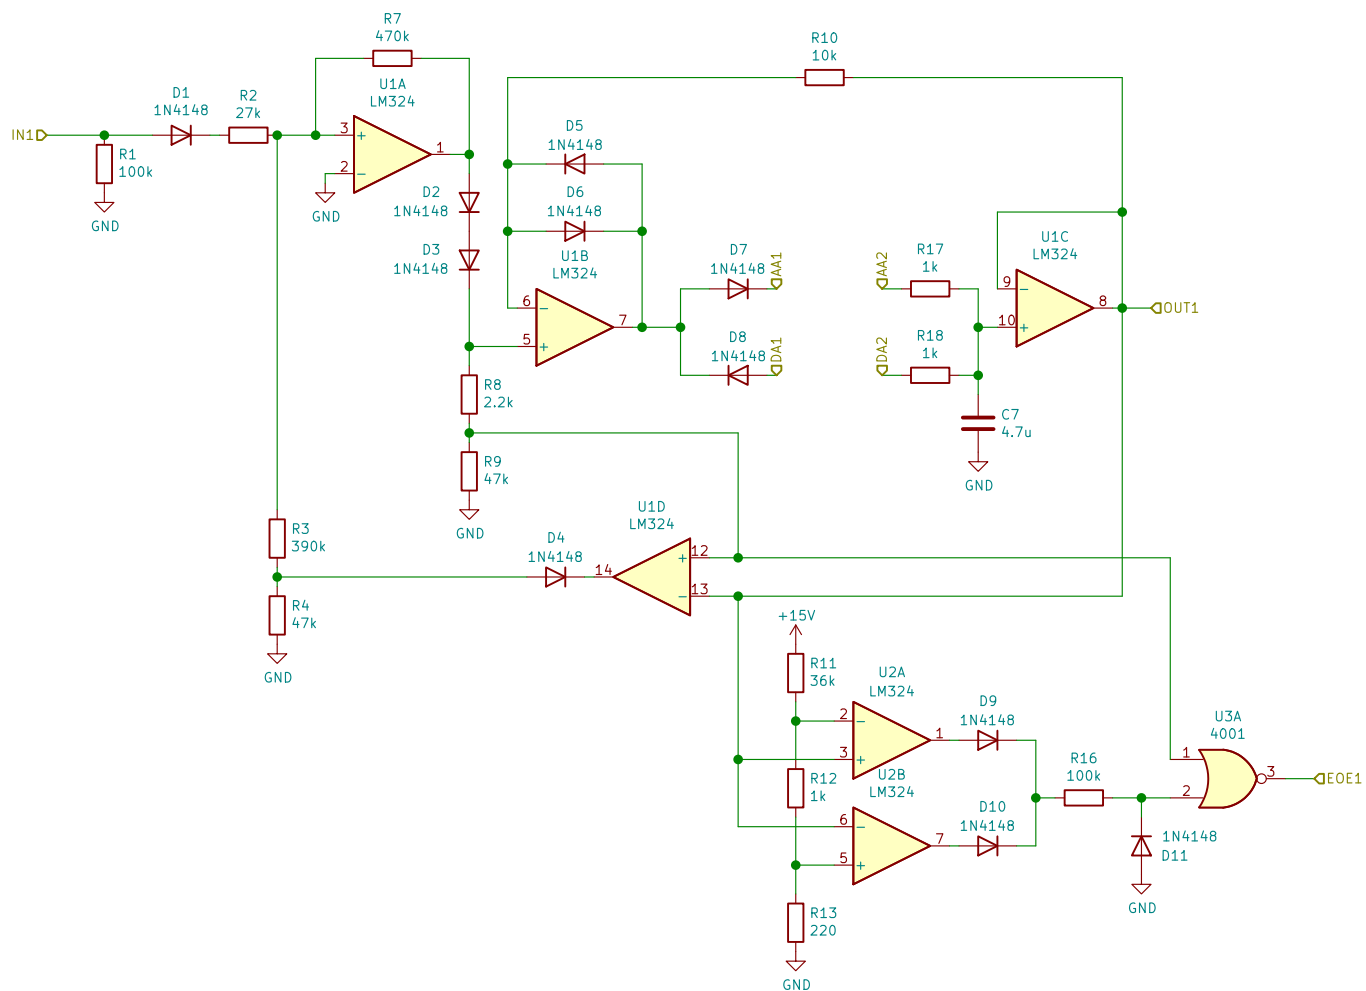 R7
470k
R10
10k
U1A
LM324
D1
1N4148
R2
27k
IN1
3
+
1
2
−
R1
100k
GND
GND
D2
1N4148
D3
1N4148
D5
1N4148
D6
1N4148
U1B
LM324
6
−
7
5
+
D7
1N4148
AA1
D8
1N4148
DA1
AA2
R17
1k
DA2
R18
1k
U1C
LM324
9
−
8
10
+
OUT1
C7
4.7u
GND
R8
2.2k
R9
47k
GND
U1D
LM324
12
+
14
13
−
D4
1N4148
R3
390k
R4
47k
GND
+15V
R11
36k
U2A
LM324
2
−
1
3
+
D9
1N4148
R12
1k
U2B
LM324
6
−
7
5
+
D10
1N4148
R16
100k
U3A
4001
1
3
2
EOE1
1N4148
D11
GND
R13
220
GND